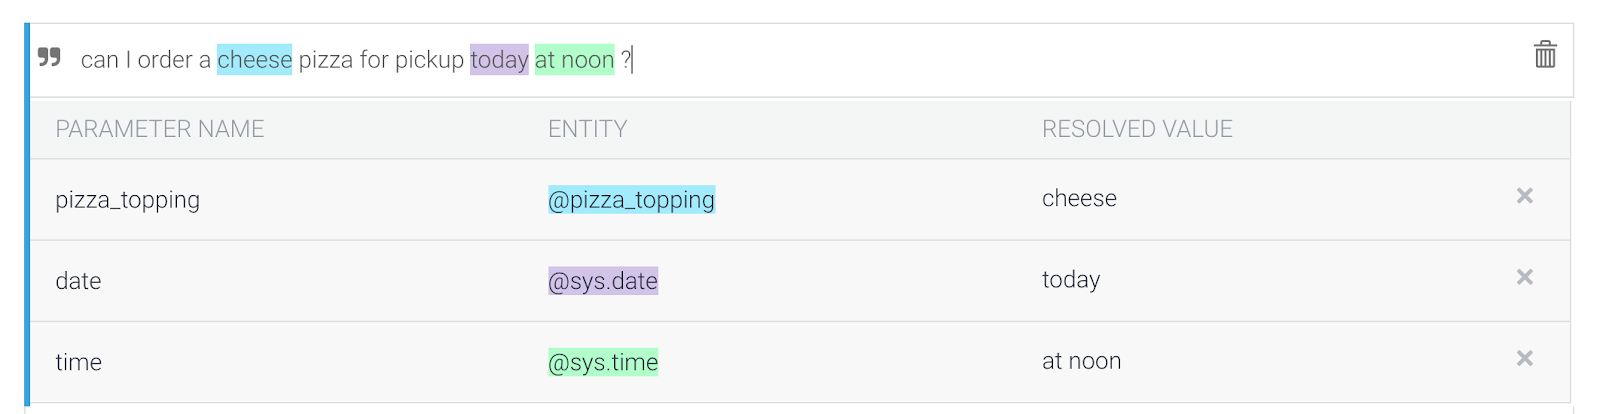 can I order a cheese pizza for pickup today at noon ?
PARAMETER NAME ENTITY RESOLVED VALUE
pizza_topping @pizza_topping cheese
date @sys.date today
time @sys.time at noon